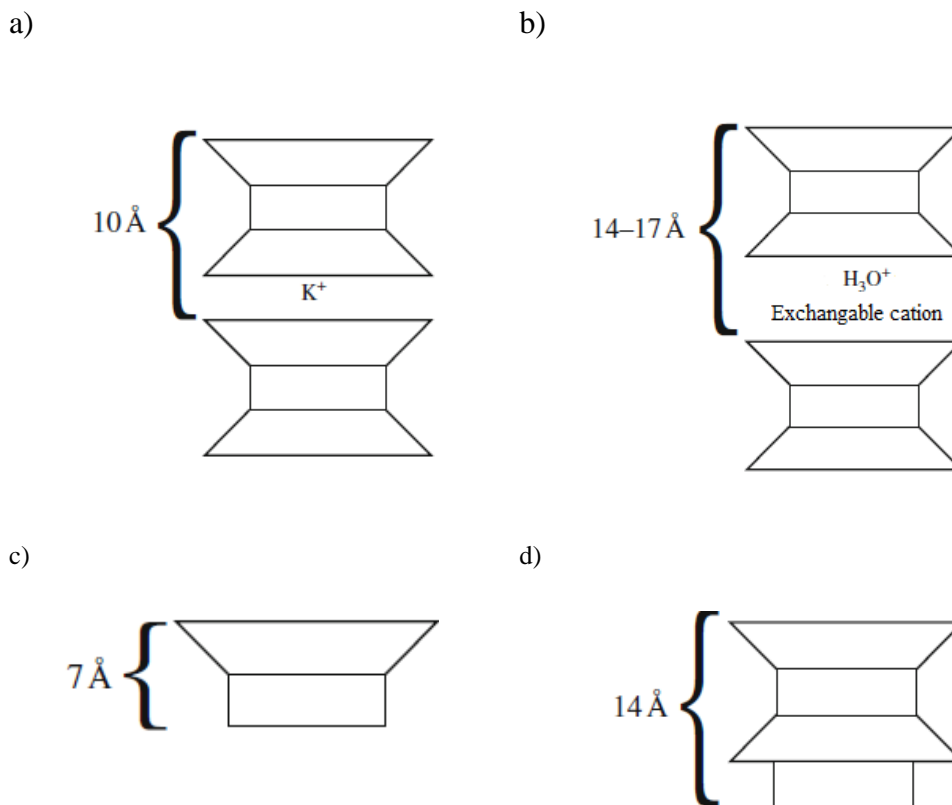 a)
b)
10 Å
K+
14–17 Å
H3O+
Exchangable cation
c)
d)
7 Å
14 Å